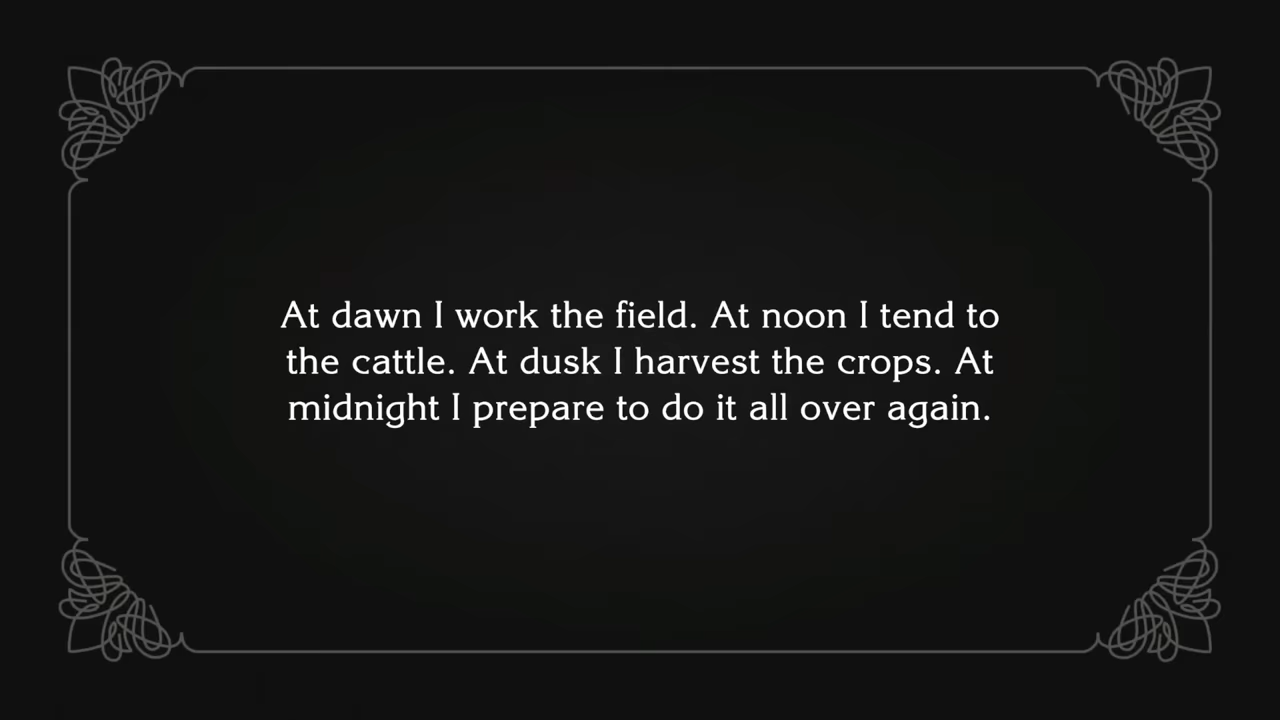 At dawn I work the field. At noon I tend to
the cattle. At dusk I harvest the crops. At
midnight I prepare to do it all over again.